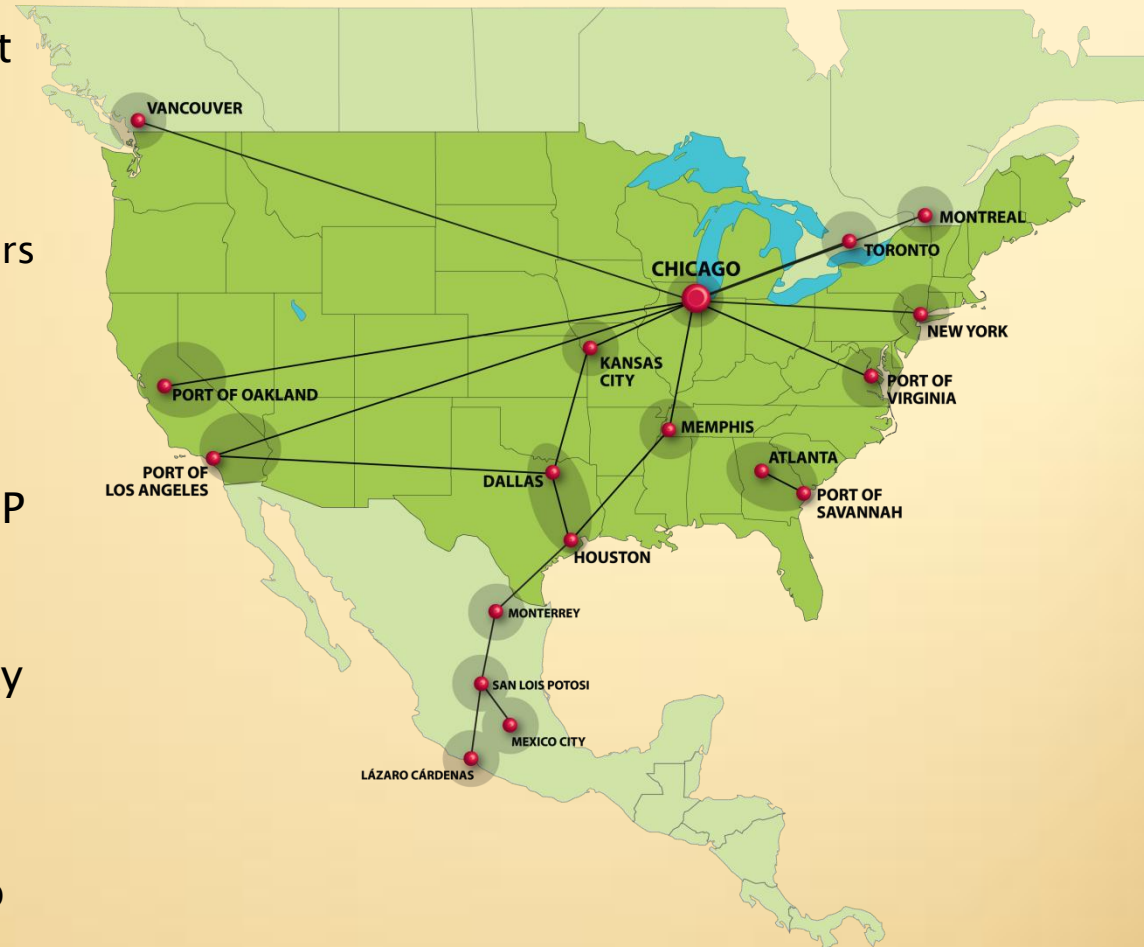 t
VANCOUVER
MONTREAL
rs
TORONTO
CHICAGO
NEW YORK
KANSAS
CITY
PORT OF OAKLAND
PORT OF
VIRGINIA
MEMPHIS
ATLANTA
PORT OF
LOS ANGELES
DALLAS
P
PORT OF
SAVANNAH
HOUSTON
MONTERREY
y
SAN LOIS POTOSI
MEXICO CITY
LÁZARO CÁRDENAS